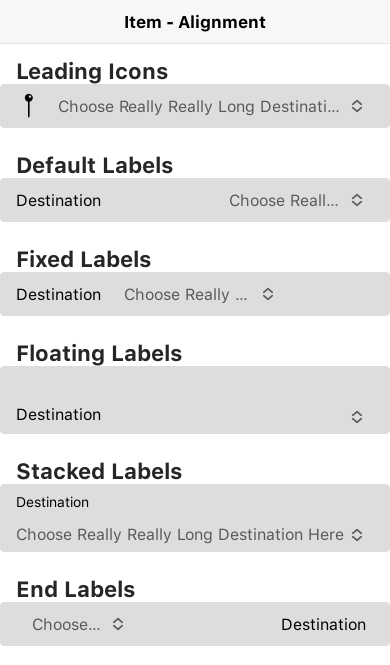 Item - Alignment
Leading Icons
Choose Really Really Long Destinati...
Default Labels
Destination Choose Reall...
Fixed Labels
Destination Choose Really ...
Floating Labels
Destination
Stacked Labels
Destination
Choose Really Really Long Destination Here
End Labels
Choose... Destination